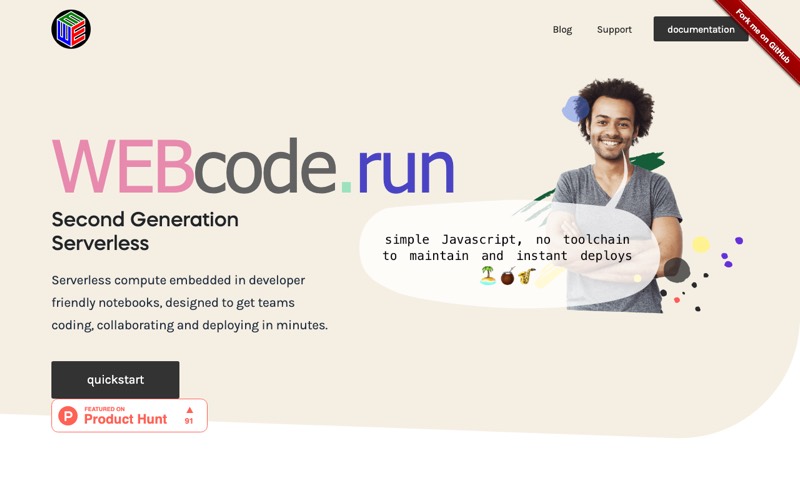 Blog Support documentation
Fork me on GitHub
WEBcode.run
Second Generation
Serverless
simple Javascript, no toolchain
to maintain and instant deploys
🏝️🧉🎷
Serverless compute embedded in developer
friendly notebooks, designed to get teams
coding, collaborating and deploying in minutes.
quickstart
P
FEATURED ON
Product Hunt
▲
91